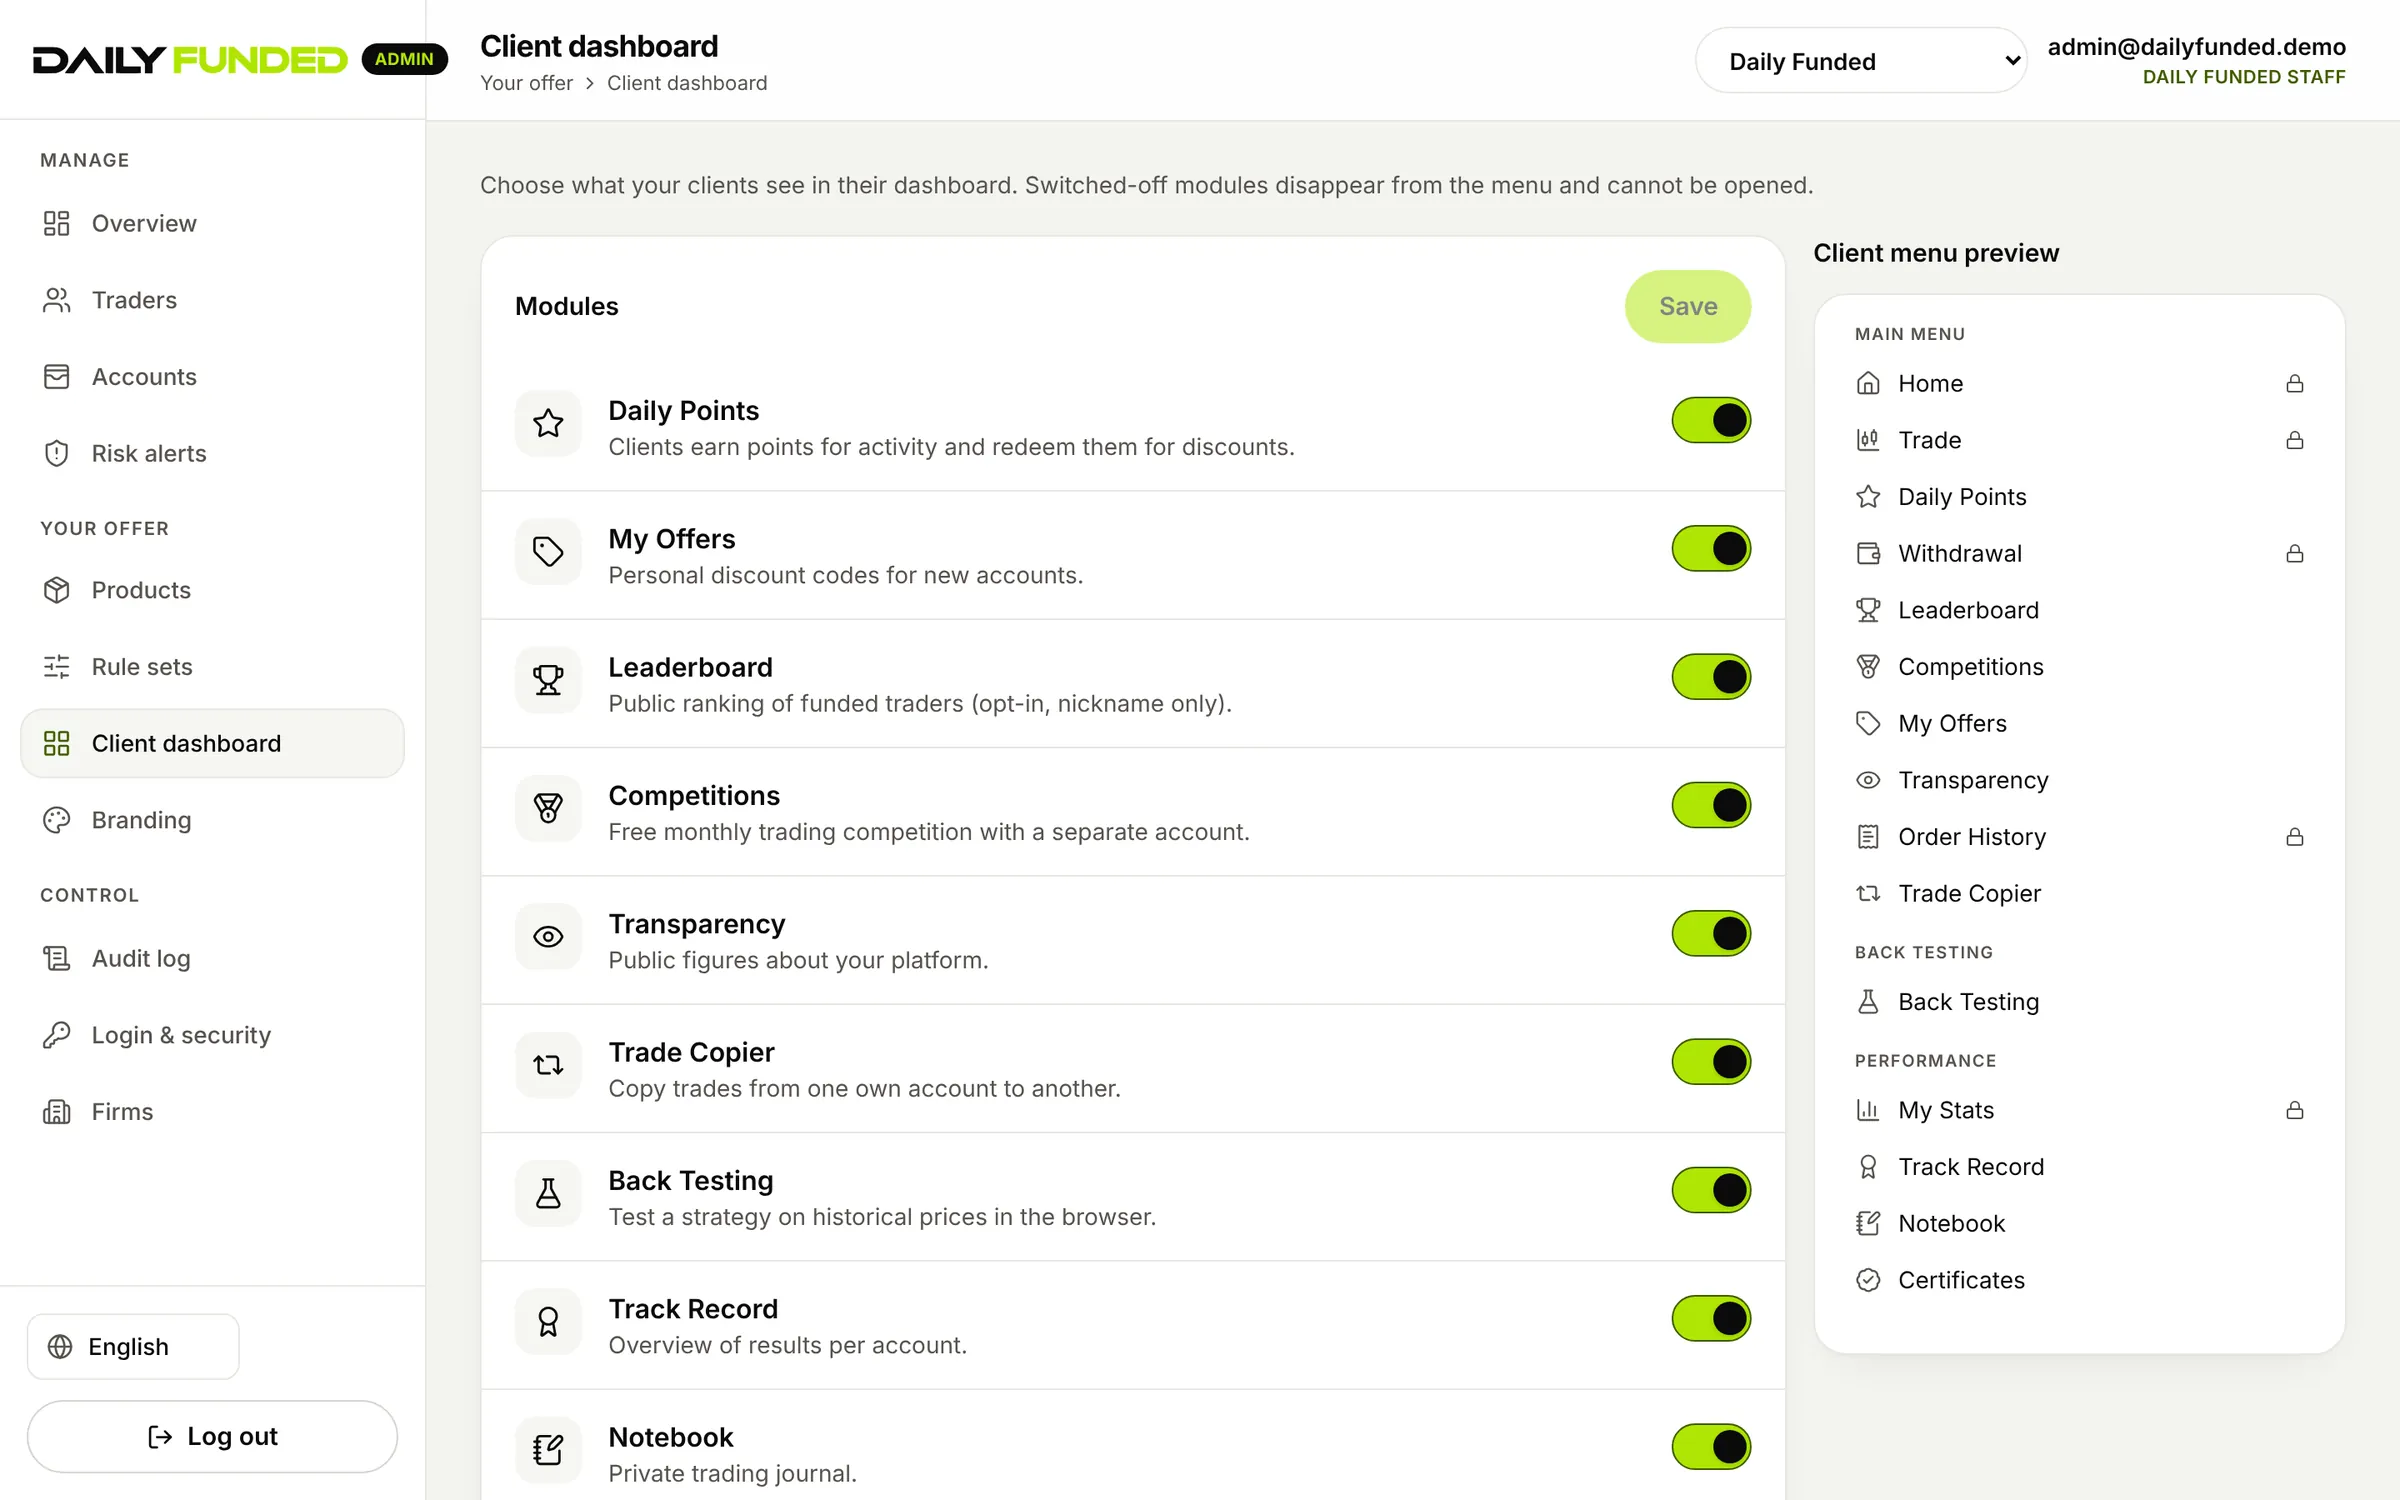 DAILY FUNDED ADMIN
MANAGE
Overview
Traders
Accounts
Risk alerts
YOUR OFFER
Products
Rule sets
Client dashboard
Branding
CONTROL
Audit log
Login & security
Firms
English
Log out
Client dashboard
Your offer > Client dashboard
Daily Funded
admin@dailyfunded.demo
DAILY FUNDED STAFF
Choose what your clients see in their dashboard. Switched-off modules disappear from the menu and cannot be opened.
Modules
Save
Daily Points
Clients earn points for activity and redeem them for discounts.
My Offers
Personal discount codes for new accounts.
Leaderboard
Public ranking of funded traders (opt-in, nickname only).
Competitions
Free monthly trading competition with a separate account.
Transparency
Public figures about your platform.
Trade Copier
Copy trades from one own account to another.
Back Testing
Test a strategy on historical prices in the browser.
Track Record
Overview of results per account.
Notebook
Private trading journal.
Client menu preview
MAIN MENU
Home
Trade
Daily Points
Withdrawal
Leaderboard
Competitions
My Offers
Transparency
Order History
Trade Copier
BACK TESTING
Back Testing
PERFORMANCE
My Stats
Track Record
Notebook
Certificates